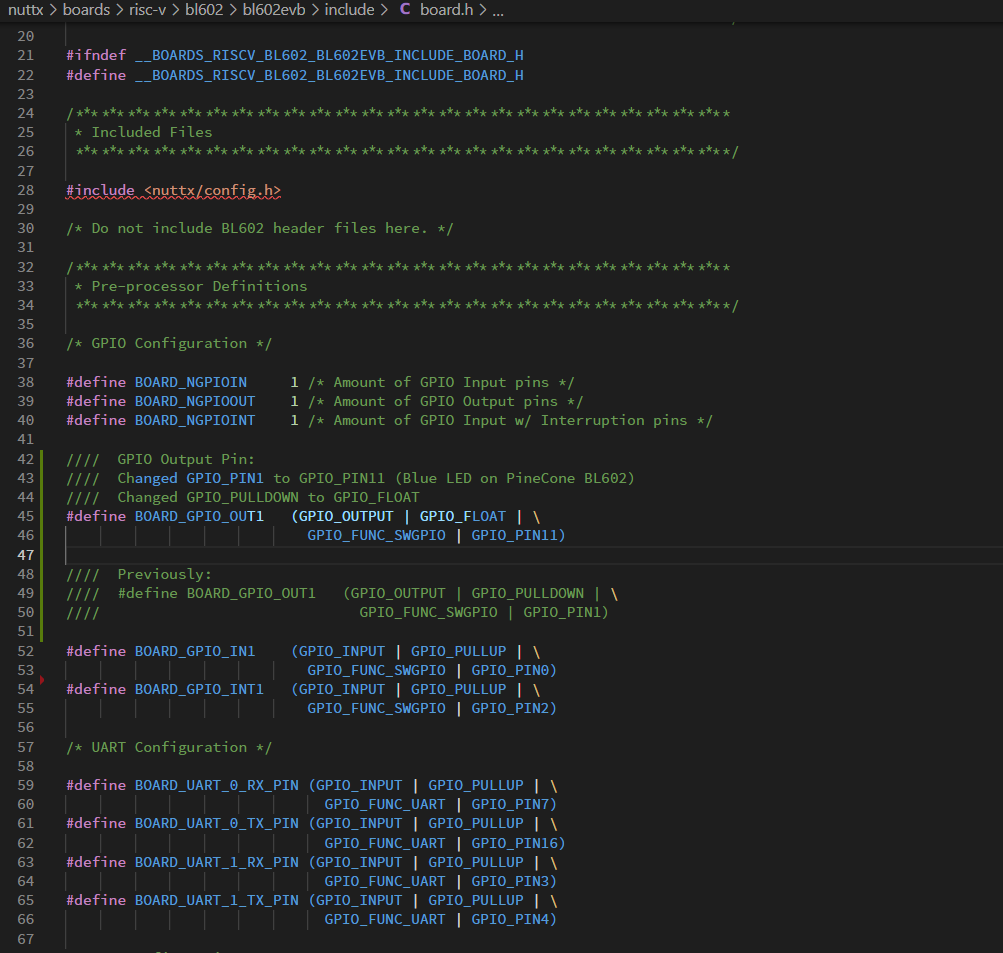 nuttx > boards > risc-v > bl602 > bl602evb > include > C board.h > ...
20
21 #ifndef __BOARDS_RISCV_BL602_BL602EVB_INCLUDE_BOARD_H
22 #define __BOARDS_RISCV_BL602_BL602EVB_INCLUDE_BOARD_H
23
24 /****************************************************************************
25  * Included Files
26  ****************************************************************************/
27
28 #include <nuttx/config.h>
29
30 /* Do not include BL602 header files here. */
31
32 /****************************************************************************
33  * Pre-processor Definitions
34  ****************************************************************************/
35
36 /* GPIO Configuration */
37
38 #define BOARD_NGPIOIN     1 /* Amount of GPIO Input pins */
39 #define BOARD_NGPIOOUT    1 /* Amount of GPIO Output pins */
40 #define BOARD_NGPIOINT    1 /* Amount of GPIO Input w/ Interruption pins */
41
42 ////  GPIO Output Pin:
43 ////  Changed GPIO_PIN1 to GPIO_PIN11 (Blue LED on PineCone BL602)
44 ////  Changed GPIO_PULLDOWN to GPIO_FLOAT
45 #define BOARD_GPIO_OUT1   (GPIO_OUTPUT | GPIO_FLOAT | \
46                             GPIO_FUNC_SWGPIO | GPIO_PIN11)
47
48 ////  Previously:
49 ////  #define BOARD_GPIO_OUT1   (GPIO_OUTPUT | GPIO_PULLDOWN | \
50 ////                              GPIO_FUNC_SWGPIO | GPIO_PIN1)
51
52 #define BOARD_GPIO_IN1    (GPIO_INPUT | GPIO_PULLUP | \
53                             GPIO_FUNC_SWGPIO | GPIO_PIN0)
54 #define BOARD_GPIO_INT1   (GPIO_INPUT | GPIO_PULLUP | \
55                             GPIO_FUNC_SWGPIO | GPIO_PIN2)
56
57 /* UART Configuration */
58
59 #define BOARD_UART_0_RX_PIN (GPIO_INPUT | GPIO_PULLUP | \
60                               GPIO_FUNC_UART | GPIO_PIN7)
61 #define BOARD_UART_0_TX_PIN (GPIO_INPUT | GPIO_PULLUP | \
62                               GPIO_FUNC_UART | GPIO_PIN16)
63 #define BOARD_UART_1_RX_PIN (GPIO_INPUT | GPIO_PULLUP | \
64                               GPIO_FUNC_UART | GPIO_PIN3)
65 #define BOARD_UART_1_TX_PIN (GPIO_INPUT | GPIO_PULLUP | \
66                               GPIO_FUNC_UART | GPIO_PIN4)
67